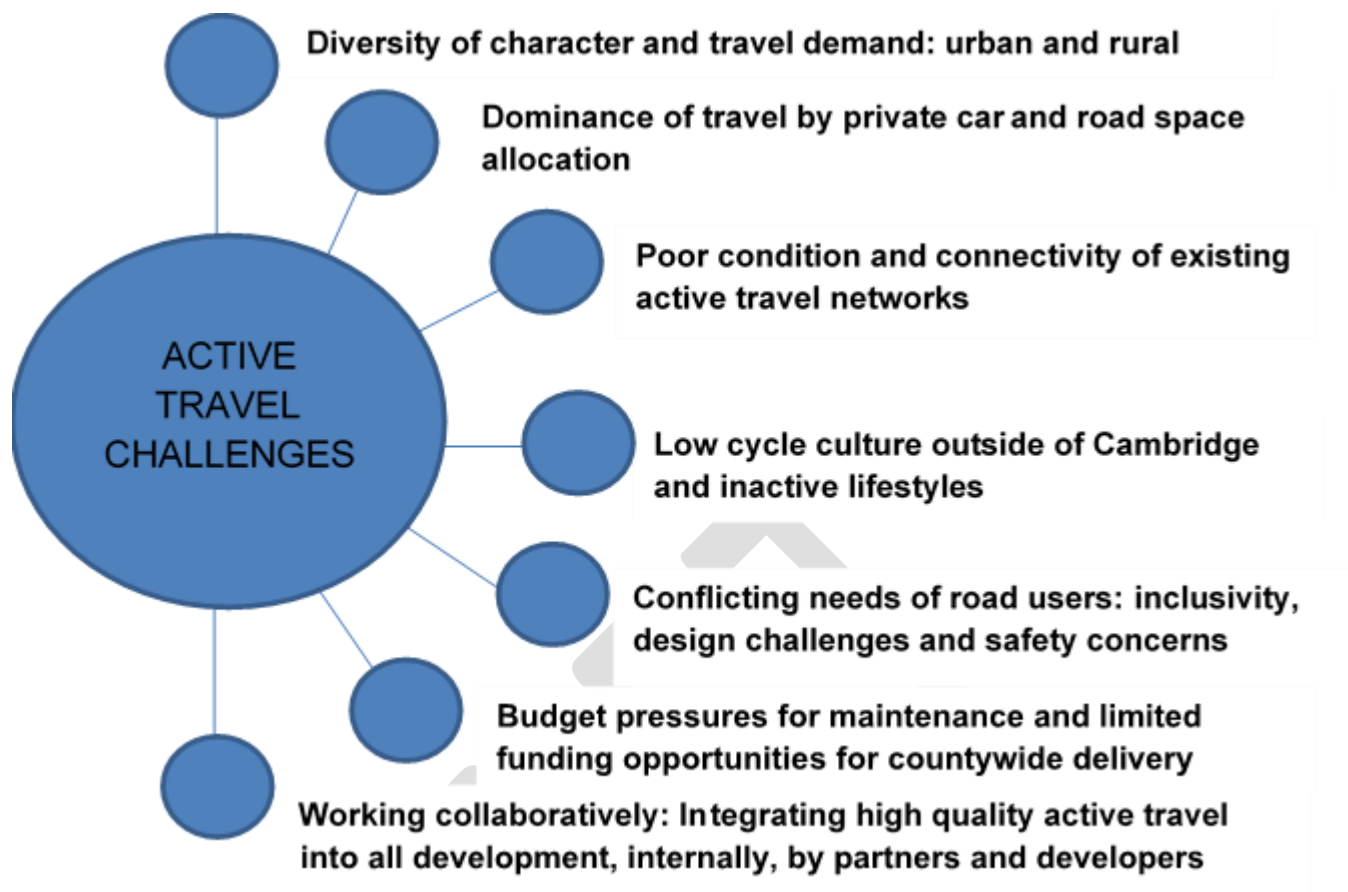 Diversity of character and travel demand: urban and rural
Dominance of travel by private car and road space
allocation
Poor condition and connectivity of existing
active travel networks
ACTIVE
TRAVEL
CHALLENGES
Low cycle culture outside of Cambridge
and inactive lifestyles
Conflicting needs of road users: inclusivity,
design challenges and safety concerns
Budget pressures for maintenance and limited
funding opportunities for countywide delivery
Working collaboratively: Integrating high quality active travel
into all development, internally, by partners and developers